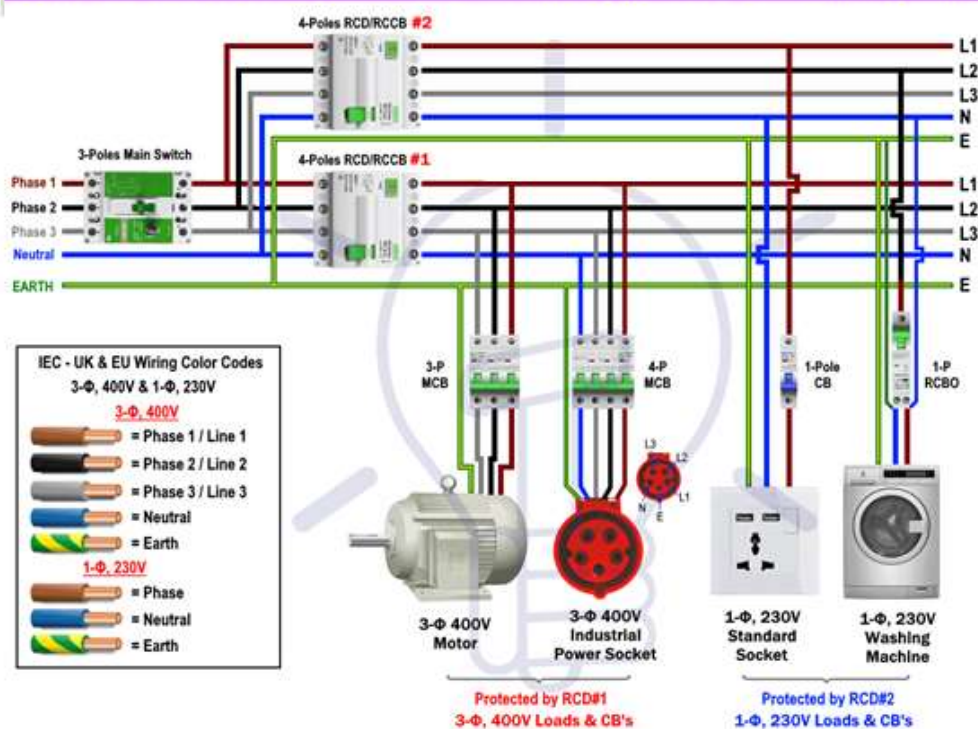 4-Poles RCD/RCCB #2
L1
L2
L3
N
E
3-Poles Main Switch
4-Poles RCD/RCCB #1
Phase 1
Phase 2
Phase 3
Neutral
EARTH
L1
L2
L3
N
E
IEC - UK & EU Wiring Color Codes
3-Φ, 400V & 1-Φ, 230V
3-Φ, 400V
= Phase 1 / Line 1
= Phase 2 / Line 2
= Phase 3 / Line 3
= Neutral
= Earth
1-Φ, 230V
= Phase
= Neutral
= Earth
3-P
MCB
4-P
MCB
1-Pole
CB
1-P
RCBO
L3
L2
L1
N
E
3-Φ 400V
Motor
3-Φ 400V
Industrial
Power Socket
1-Φ, 230V
Standard
Socket
1-Φ, 230V
Washing
Machine
Protected by RCD#1
3-Φ, 400V Loads & CB's
Protected by RCD#2
1-Φ, 230V Loads & CB's